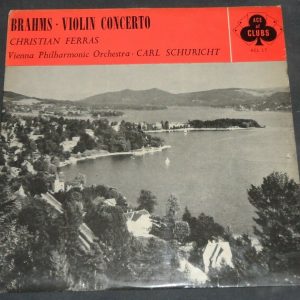 BRAHMS · VIOLIN CONCERTO
CHRISTIAN FERRAS
Vienna Philharmonic Orchestra · CARL SCHURICHT
ACE
of
CLUBS